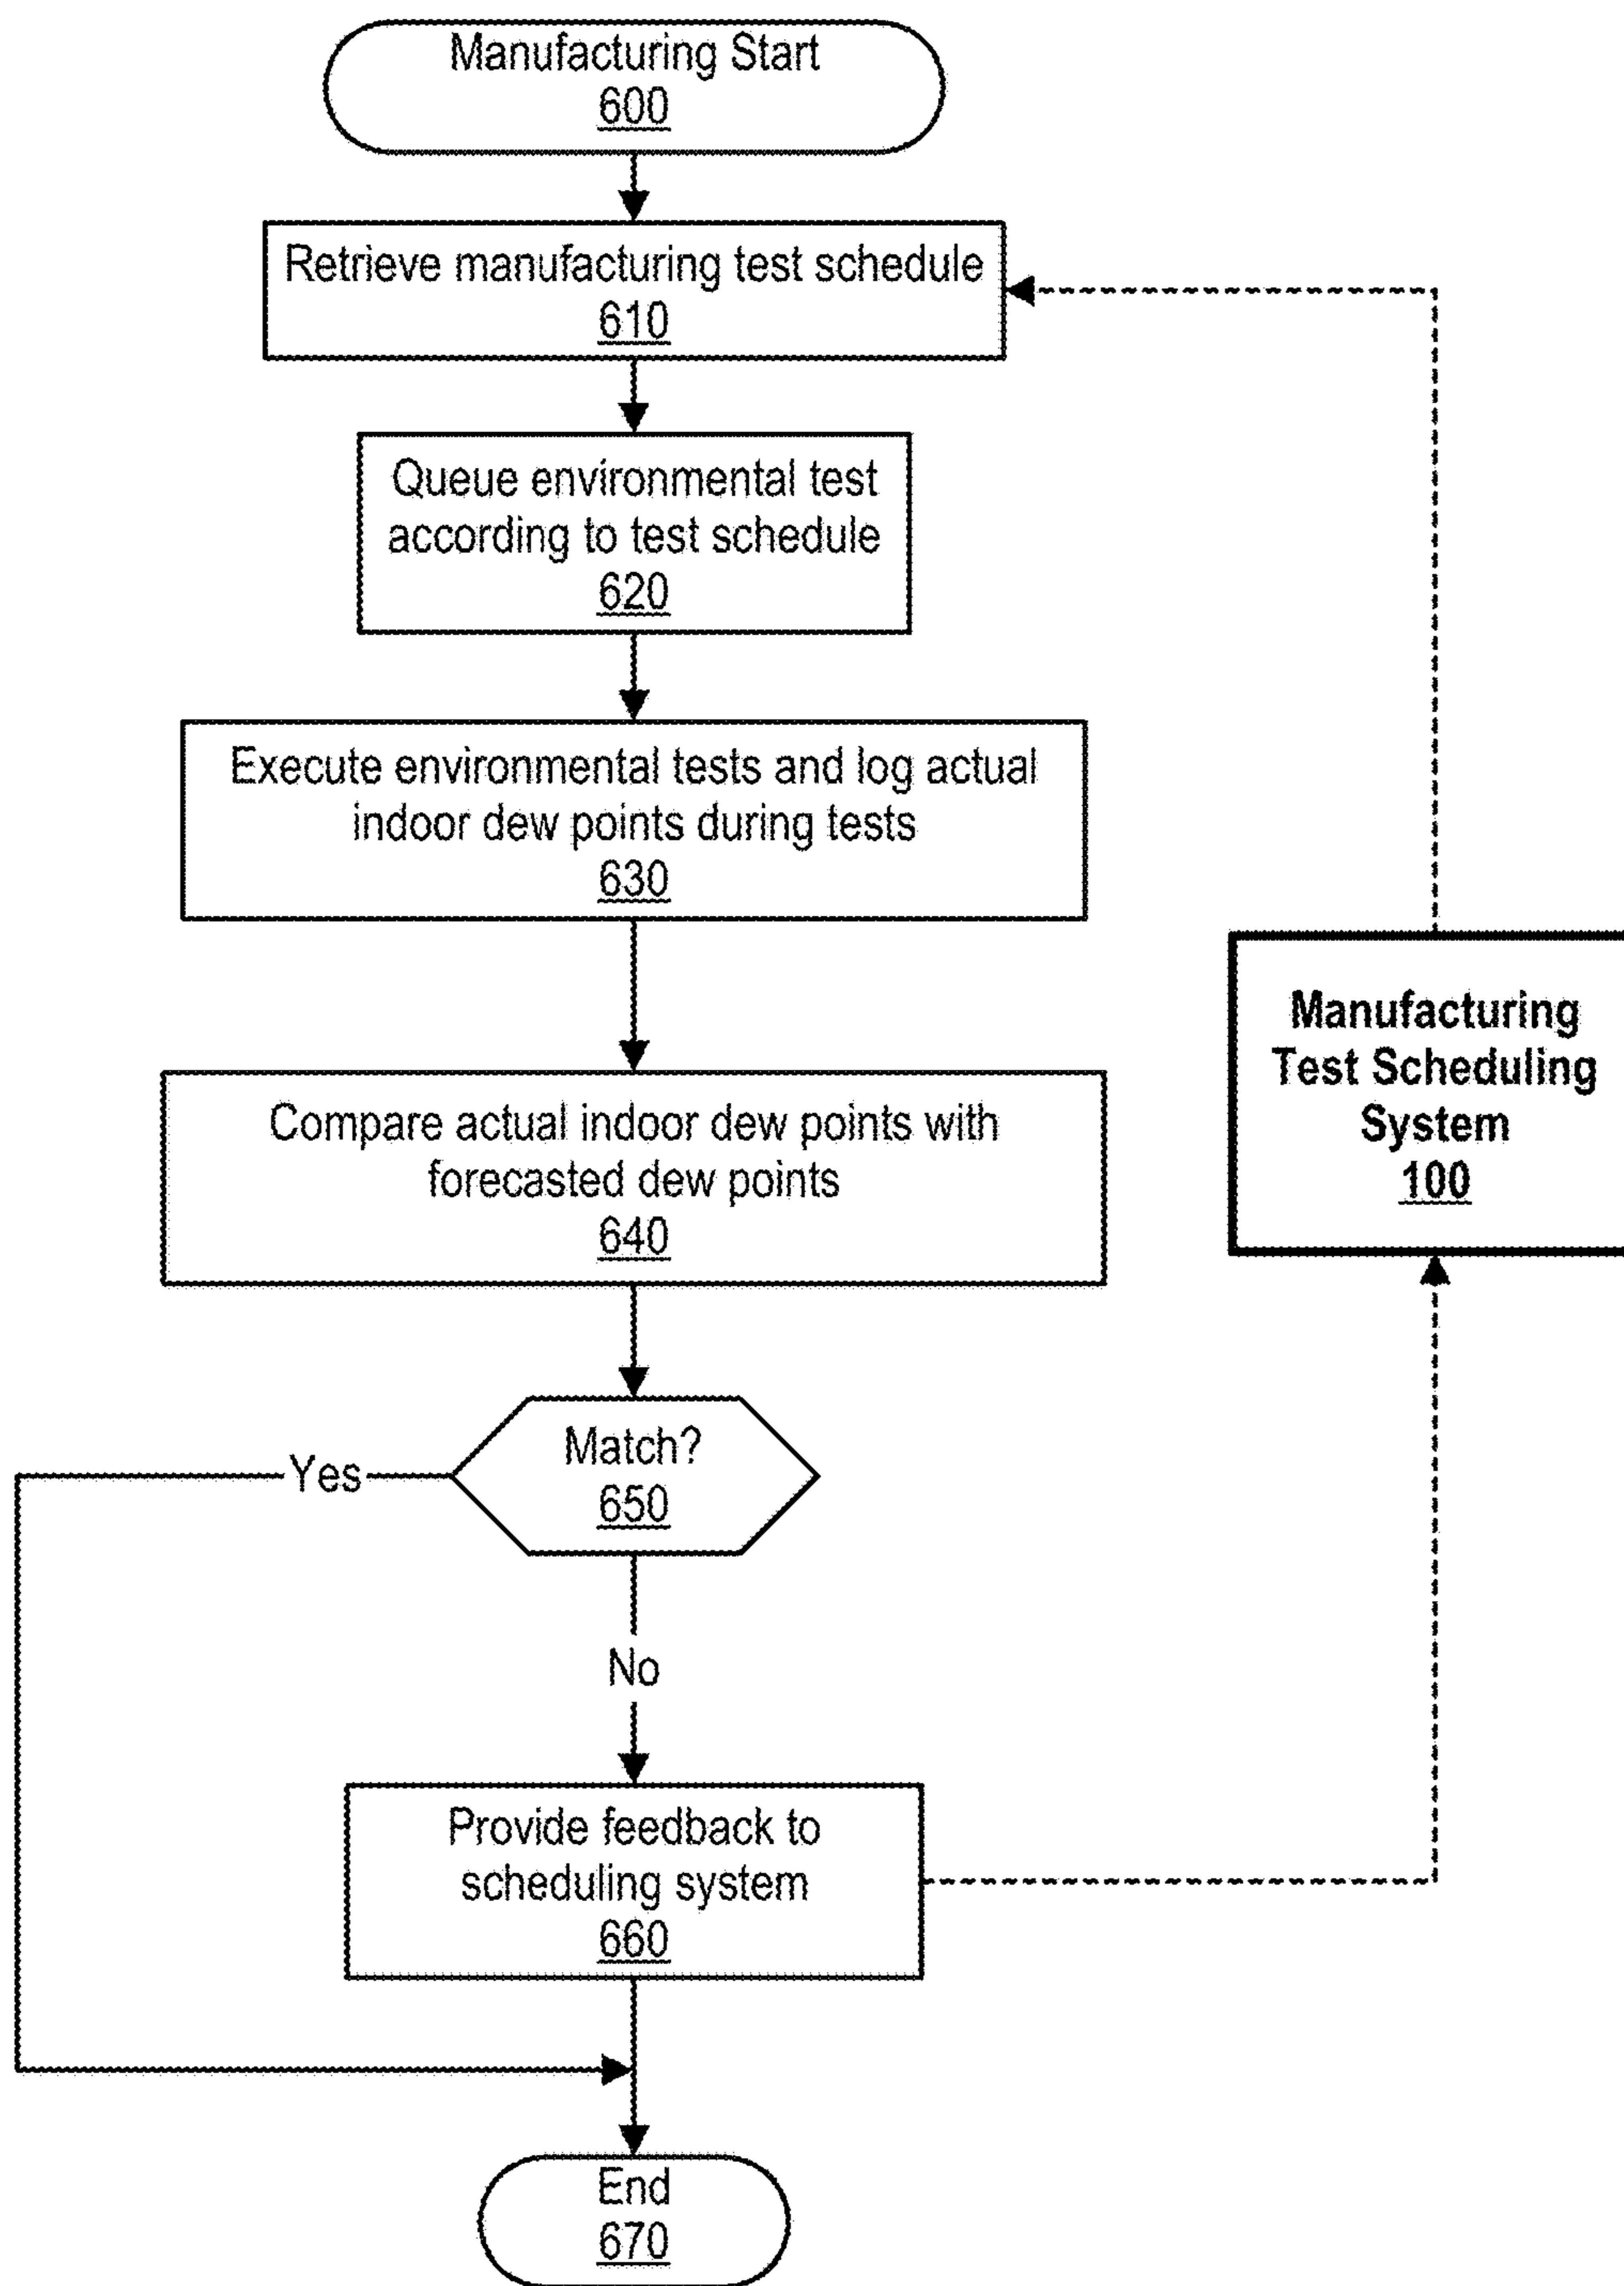 Manufacturing Start
600
Retrieve manufacturing test schedule
610
Queue environmental test
according to test schedule
620
Execute environmental tests and log actual
indoor dew points during tests
630
Manufacturing
Test Scheduling
System
100
Compare actual indoor dew points with
forecasted dew points
640
Match?
650
Yes
No
Provide feedback to
scheduling system
660
End
670